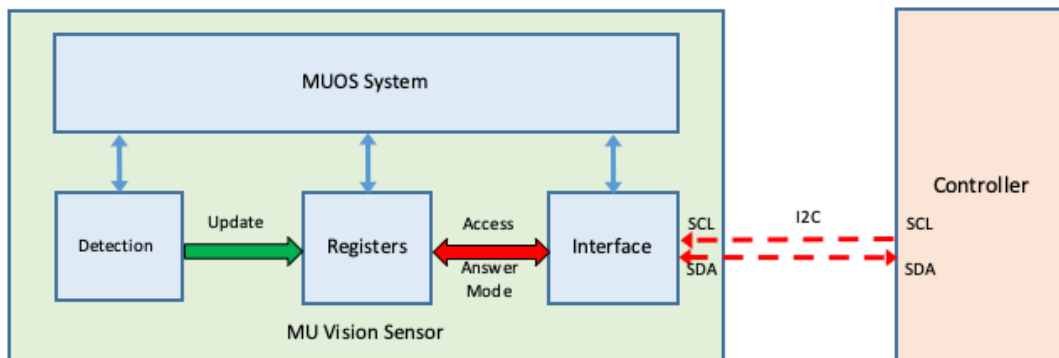 MUOS System
Detection
Update
Registers
Access
Answer
Mode
Interface
SCL
SDA
I2C
Controller
SCL
SDA
MU Vision Sensor